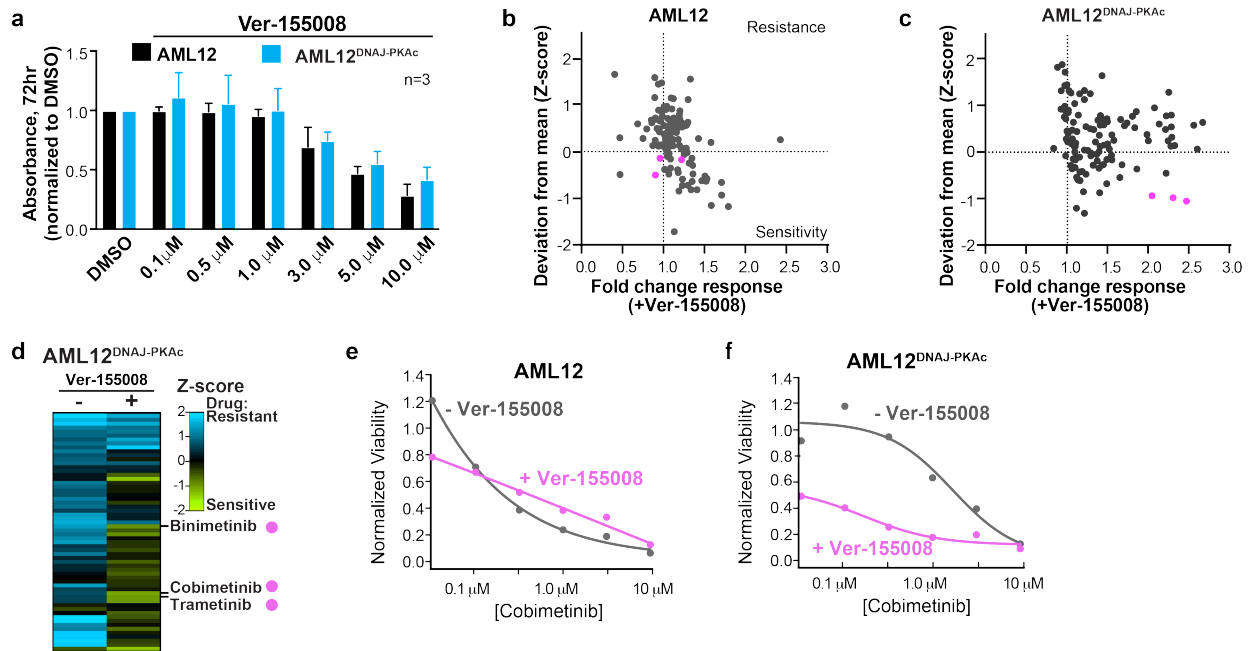 a
Ver-155008
AML12
AML12^DNAJ-PKAc
n=3
Absorbance, 72hr
(normalized to DMSO)
1.5
1.0
0.5
0.0
DMSO
0.1 μM
0.5 μM
1.0 μM
3.0 μM
5.0 μM
10.0 μM
b
AML12
Resistance
Deviation from mean (Z-score)
2
1
0
-1
-2
Sensitivity
0.0 0.5 1.0 1.5 2.0 2.5 3.0
Fold change response
(+Ver-155008)
c
AML12^DNAJ-PKAc
Deviation from mean (Z-score)
2
1
0
-1
-2
0.0 0.5 1.0 1.5 2.0 2.5 3.0
Fold change response
(+Ver-155008)
d
AML12^DNAJ-PKAc
Ver-155008
- +
Z-score
Drug:
2 Resistant
1
0
-1
-2 Sensitive
Binimetinib
Cobimetinib
Trametinib
e
AML12
Normalized Viability
1.4
1.2
1.0
0.8
0.6
0.4
0.2
0.0
- Ver-155008
+ Ver-155008
0.1 μM 1.0 μM 10 μM
[Cobimetinib]
f
AML12^DNAJ-PKAc
Normalized Viability
1.4
1.2
1.0
0.8
0.6
0.4
0.2
0.0
- Ver-155008
+ Ver-155008
0.1 μM 1.0 μM 10 μM
[Cobimetinib]